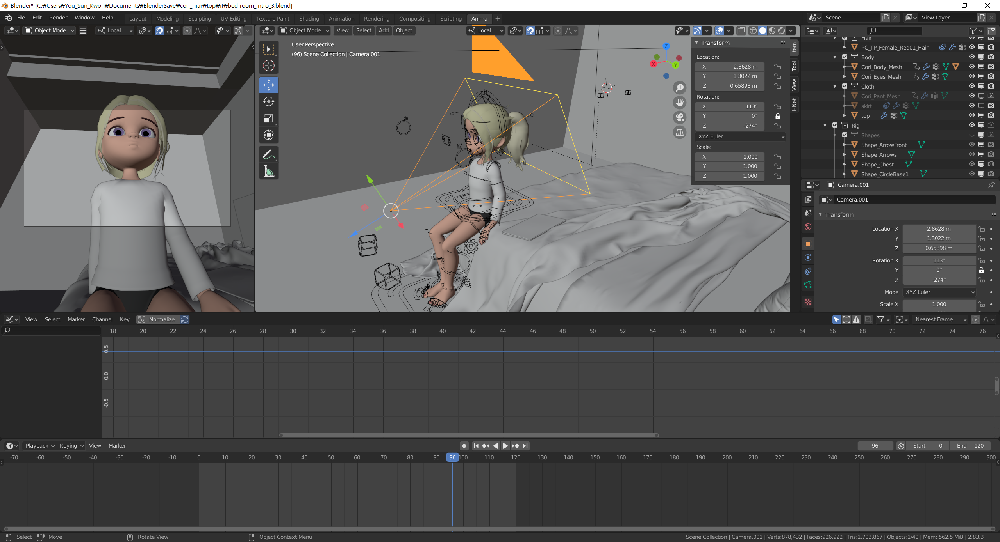 Blender* [C:₩Users₩You_Sun_Kwon₩Documents₩BlenderSave₩cori_hiar₩top₩it₩bed room_intro_3.blend]
File Edit Render Window Help Layout Modeling Sculpting UV Editing Texture Paint Shading Animation Rendering Compositing Scripting Anima + Scene View Layer
Object Mode Local Object Mode View Select Add Object Local
User Perspective
(96) Scene Collection | Camera.001
Z
X
Y
Transform
Location:
X 2.8628 m
Y 1.3022 m
Z 0.65898 m
Rotation:
X 113°
Y 0°
Z -274°
XYZ Euler
Scale:
X 1.000
Y 1.000
Z 1.000
Item
Tool
View
HNet
Hair
PC_TP_Female_Red01_Hair
Body
Cori_Body_Mesh
Cori_Eyes_Mesh
Cloth
Cori_Pant_Mesh
skirt
top
Rig
Shapes
Shape_ArrowFront
Shape_Arrows
Shape_Chest
Shape_CircleBase1
Camera.001
Camera.001
Transform
Location X 2.8628 m
Y 1.3022 m
Z 0.65898 m
Rotation X 113°
Y 0°
Z -274°
Mode XYZ Euler
Scale X 1.000
View Select Marker Channel Key Normalize Nearest Frame
18 20 22 24 26 28 30 32 34 36 38 40 42 44 46 48 50 52 54 56 58 60 62 64 66 68 70 72 74 76
0.5
0.0
-0.5
Playback Keying View Marker 96 Start 0 End 120
-70 -60 -50 -40 -30 -20 -10 0 10 20 30 40 50 60 70 80 90 96 100 110 120 130 140 150 160 170 180 190 200 210 220 230 240 250 260 270 280 290 300
Select Move Rotate View Object Context Menu Scene Collection | Camera.001 | Verts:878,432 | Faces:926,922 | Tris:1,703,867 | Objects:1/40 | Mem: 562.5 MiB | 2.83.3